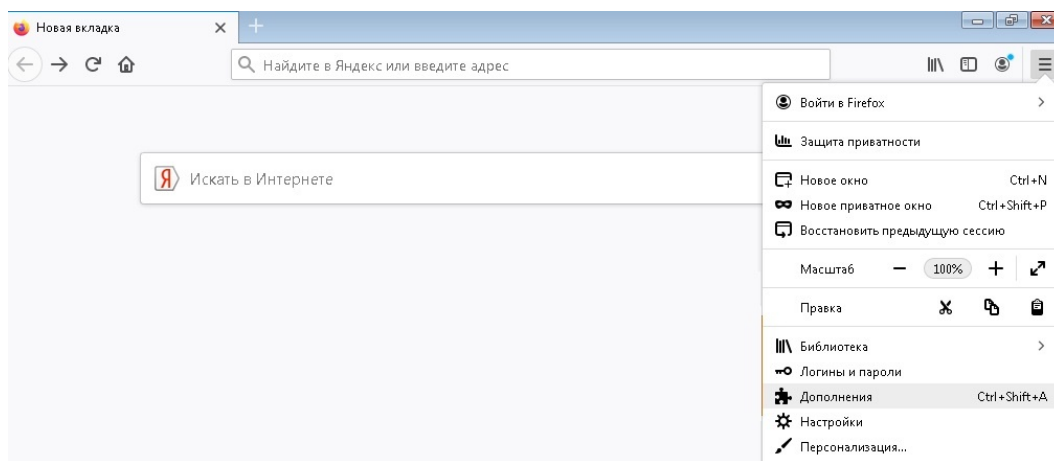 Новая вкладка
Найдите в Яндекс или введите адрес
Войти в Firefox
Защита приватности
Я Искать в Интернете
Новое окно Ctrl+N
Новое приватное окно Ctrl+Shift+P
Восстановить предыдущую сессию
Масштаб 100%
Правка
Библиотека
Логины и пароли
Дополнения Ctrl+Shift+A
Настройки
Персонализация...